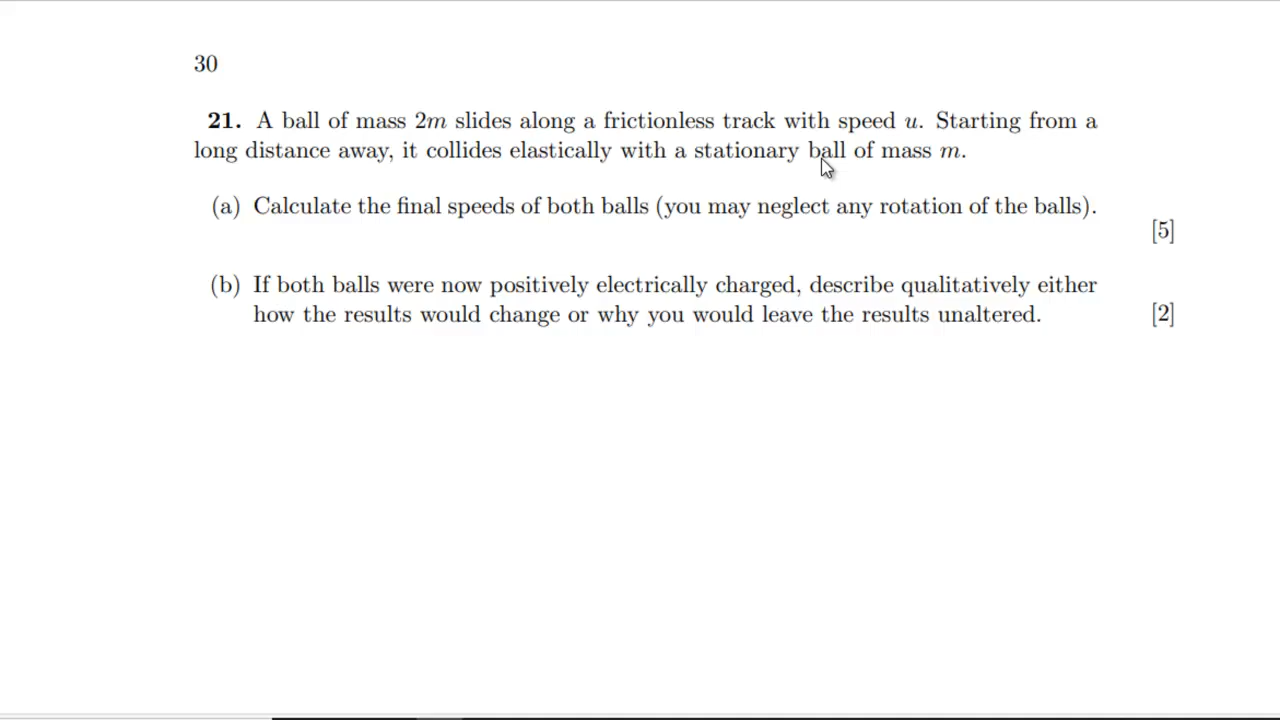 30
21. A ball of mass 2m slides along a frictionless track with speed u. Starting from a
long distance away, it collides elastically with a stationary ball of mass m.
(a) Calculate the final speeds of both balls (you may neglect any rotation of the balls).
[5]
(b) If both balls were now positively electrically charged, describe qualitatively either
how the results would change or why you would leave the results unaltered. [2]